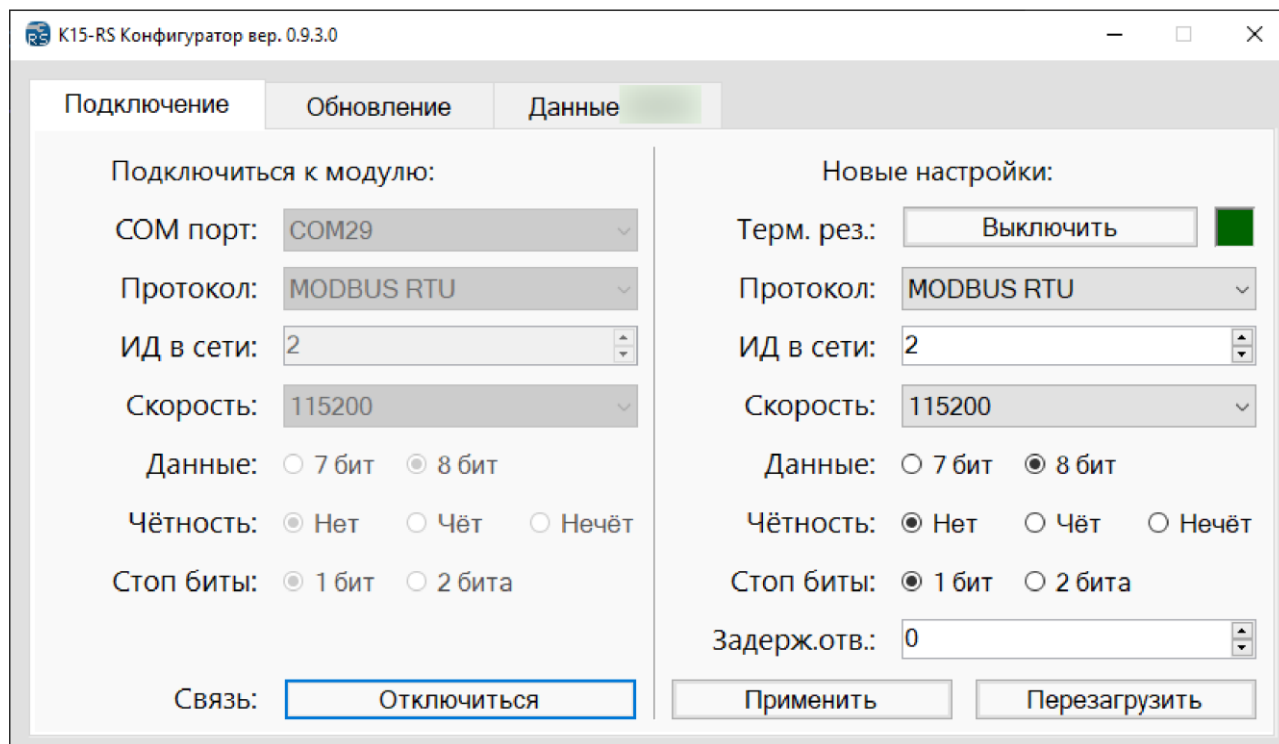 RS К15-RS Конфигуратор вер. 0.9.3.0
Подключение Обновление Данные
Подключиться к модулю:
COM порт: COM29
Протокол: MODBUS RTU
ИД в сети: 2
Скорость: 115200
Данные: 7 бит 8 бит
Чётность: Нет Чёт Нечёт
Стоп биты: 1 бит 2 бита
Связь: Отключиться
Новые настройки:
Терм. рез.: Выключить
Протокол: MODBUS RTU
ИД в сети: 2
Скорость: 115200
Данные: 7 бит 8 бит
Чётность: Нет Чёт Нечёт
Стоп биты: 1 бит 2 бита
Задерж.отв.: 0
Применить Перезагрузить